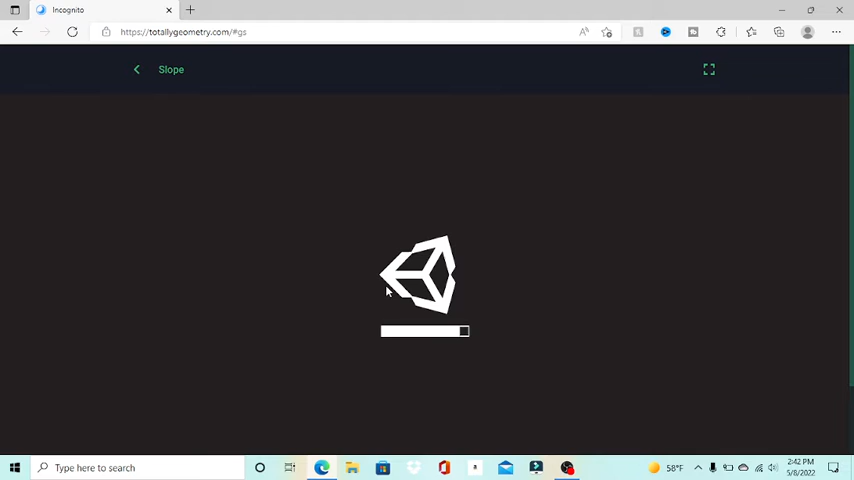 Incognito
https://totallygeometry.com/#gs
Slope
Type here to search
58°F
2:42 PM
5/8/2022